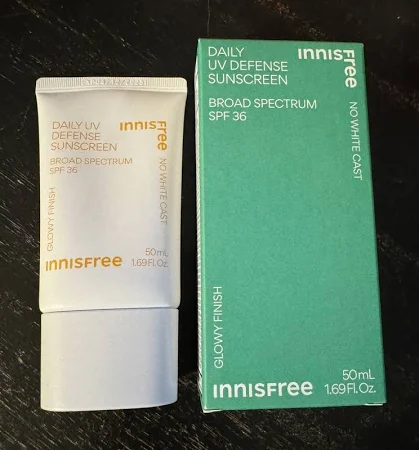 DAILY UV
DEFENSE
SUNSCREEN
BROAD SPECTRUM
SPF 36
INNISFree
NO WHITE CAST
GLOWY FINISH
50mL
INNISFree 1.69 Fl. Oz.
DAILY
UV DEFENSE
SUNSCREEN
BROAD SPECTRUM
SPF 36
INNISFree
NO WHITE CAST
GLOWY FINISH
50mL
INNISFree 1.69 Fl. Oz.